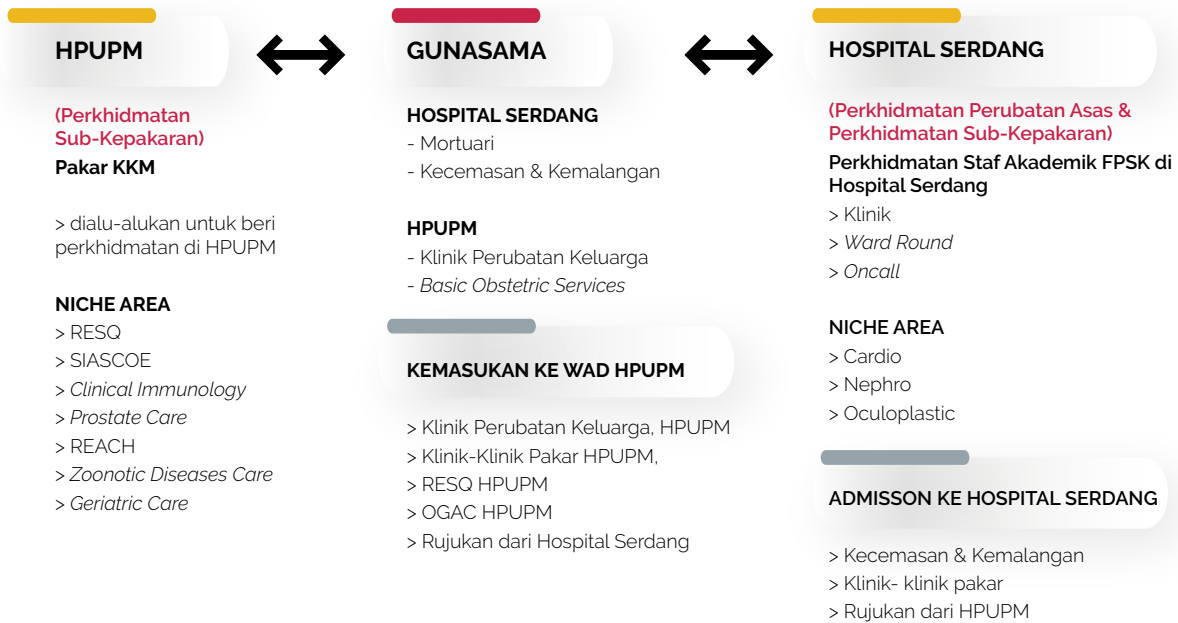 HPUPM
(Perkhidmatan
Sub-Kepakaran)
Pakar KKM
> dialu-alukan untuk beri
perkhidmatan di HPUPM
NICHE AREA
> RESQ
> SIASCOE
> Clinical Immunology
> Prostate Care
> REACH
> Zoonotic Diseases Care
> Geriatric Care
GUNASAMA
HOSPITAL SERDANG
- Mortuari
- Kecemasan & Kemalangan
HPUPM
- Klinik Perubatan Keluarga
- Basic Obstetric Services
KEMASUKAN KE WAD HPUPM
> Klinik Perubatan Keluarga, HPUPM
> Klinik-Klinik Pakar HPUPM,
> RESQ HPUPM
> OGAC HPUPM
> Rujukan dari Hospital Serdang
HOSPITAL SERDANG
(Perkhidmatan Perubatan Asas &
Perkhidmatan Sub-Kepakaran)
Perkhidmatan Staf Akademik FPSK di
Hospital Serdang
> Klinik
> Ward Round
> Oncall
NICHE AREA
> Cardio
> Nephro
> Oculoplastic
ADMISSON KE HOSPITAL SERDANG
> Kecemasan & Kemalangan
> Klinik- klinik pakar
> Rujukan dari HPUPM